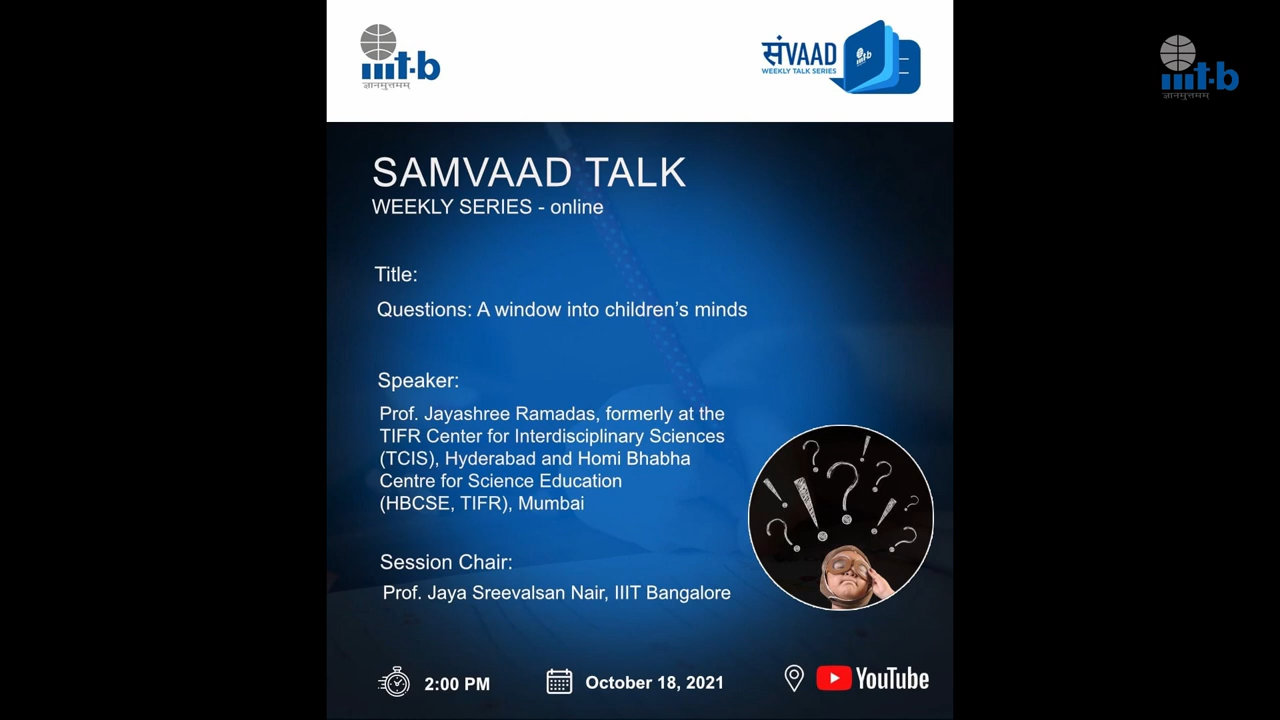 iiit-b
ज्ञानमुत्तमम्
संVAAD
WEEKLY TALK SERIES
iiit-b
iiit-b
ज्ञानमुत्तमम्
SAMVAAD TALK
WEEKLY SERIES - online
Title:
Questions: A window into children’s minds
Speaker:
Prof. Jayashree Ramadas, formerly at the
TIFR Center for Interdisciplinary Sciences
(TCIS), Hyderabad and Homi Bhabha
Centre for Science Education
(HBCSE, TIFR), Mumbai
Session Chair:
Prof. Jaya Sreevalsan Nair, IIIT Bangalore
2:00 PM
October 18, 2021
YouTube